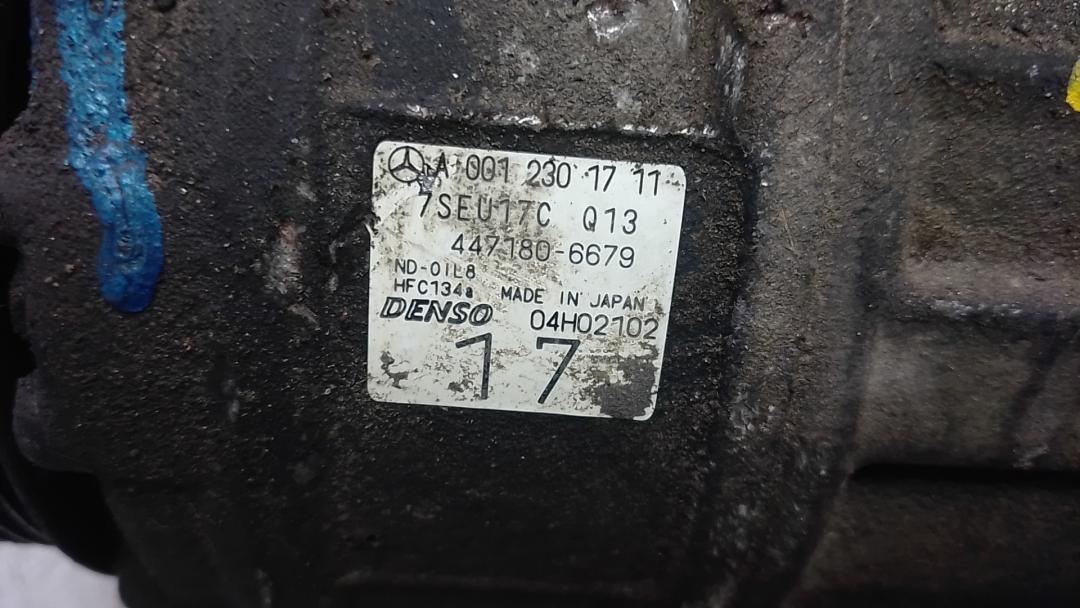 A 001 230 17 11
7SEU17C Q13
447180-6679
ND-OIL8
HFC134a MADE IN JAPAN
DENSO 04H02102
17